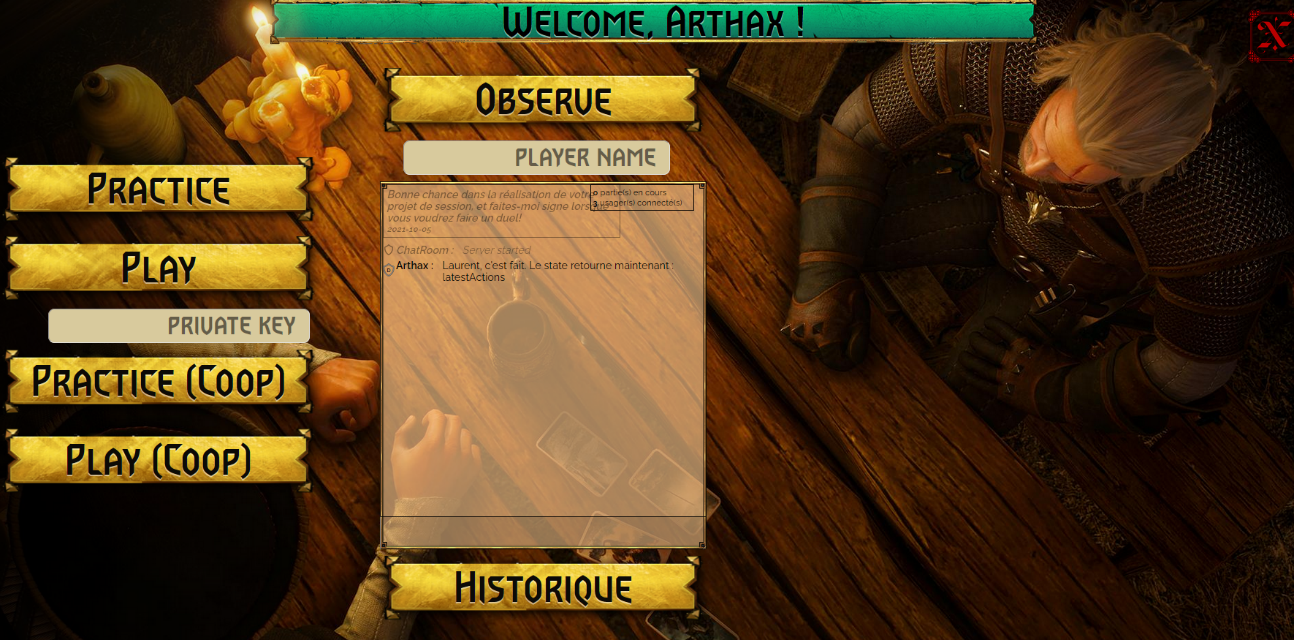 Welcome, Arthax !
X
Observe
PLAYER NAME
Practice
Play
PRIVATE KEY
Practice (Coop)
Play (Coop)
Bonne chance dans la réalisation de votre
projet de session, et faites-moi signe lorsque
vous voudrez faire un duel!
2021-10-05
0 partie(s) en cours
3 usager(s) connecté(s)
ChatRoom : Server started
Arthax : Laurent, c'est fait. Le state retourne maintenant :
latestActions
Historique